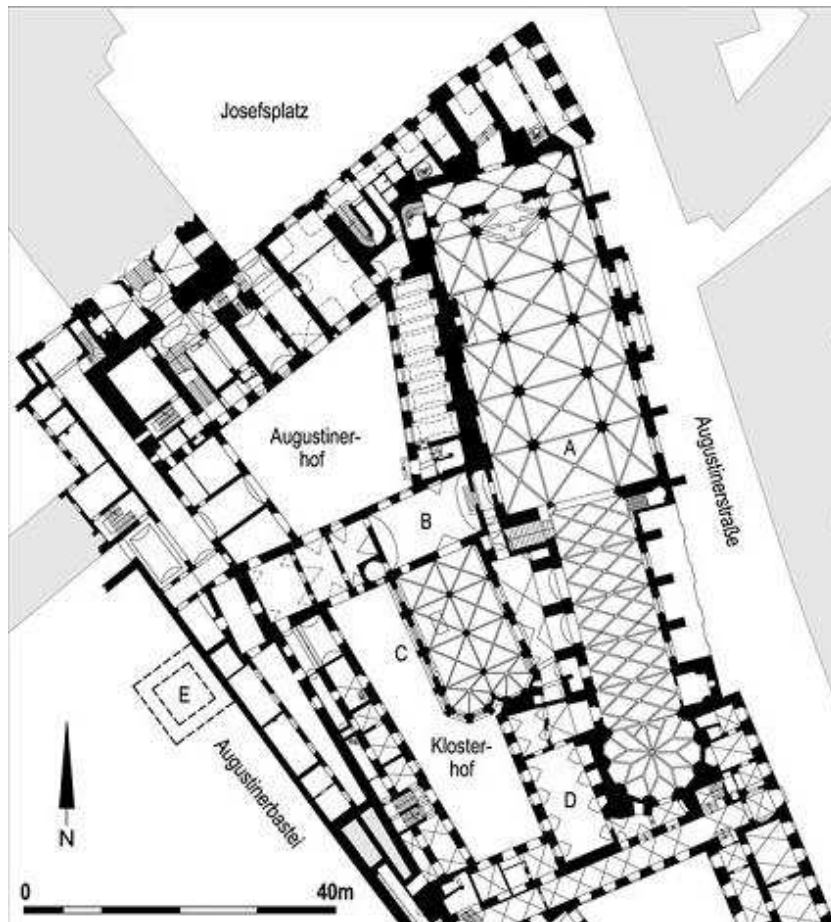 Josefsplatz
Augustiner-
hof
A
Augustinerstraße
B
C
E
Kloster-
hof
Augustinerbastei
D
N
0 40m